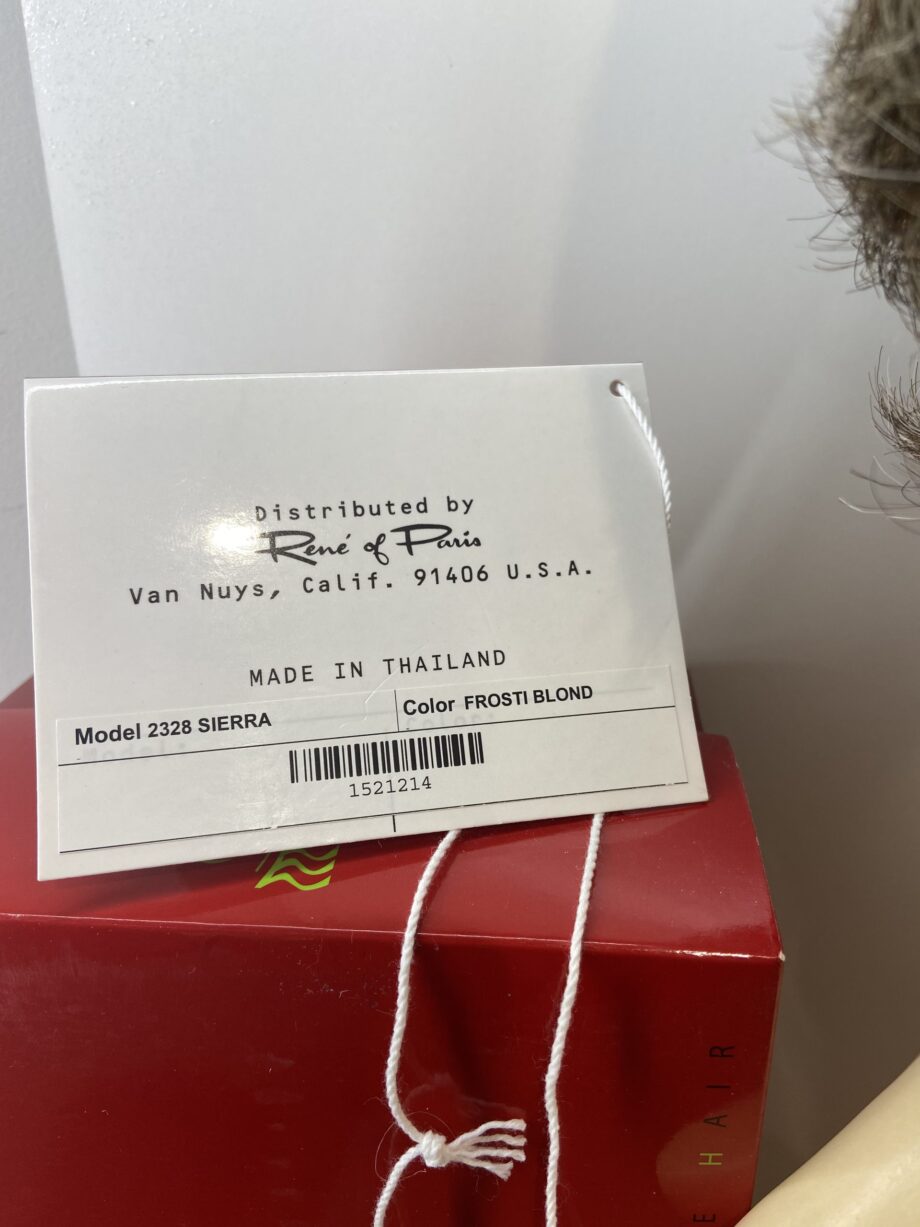 Distributed by
René of Paris
Van Nuys, Calif. 91406 U.S.A.
MADE IN THAILAND
Model 2328 SIERRA
Color FROSTI BLOND
1521214
E HAIR